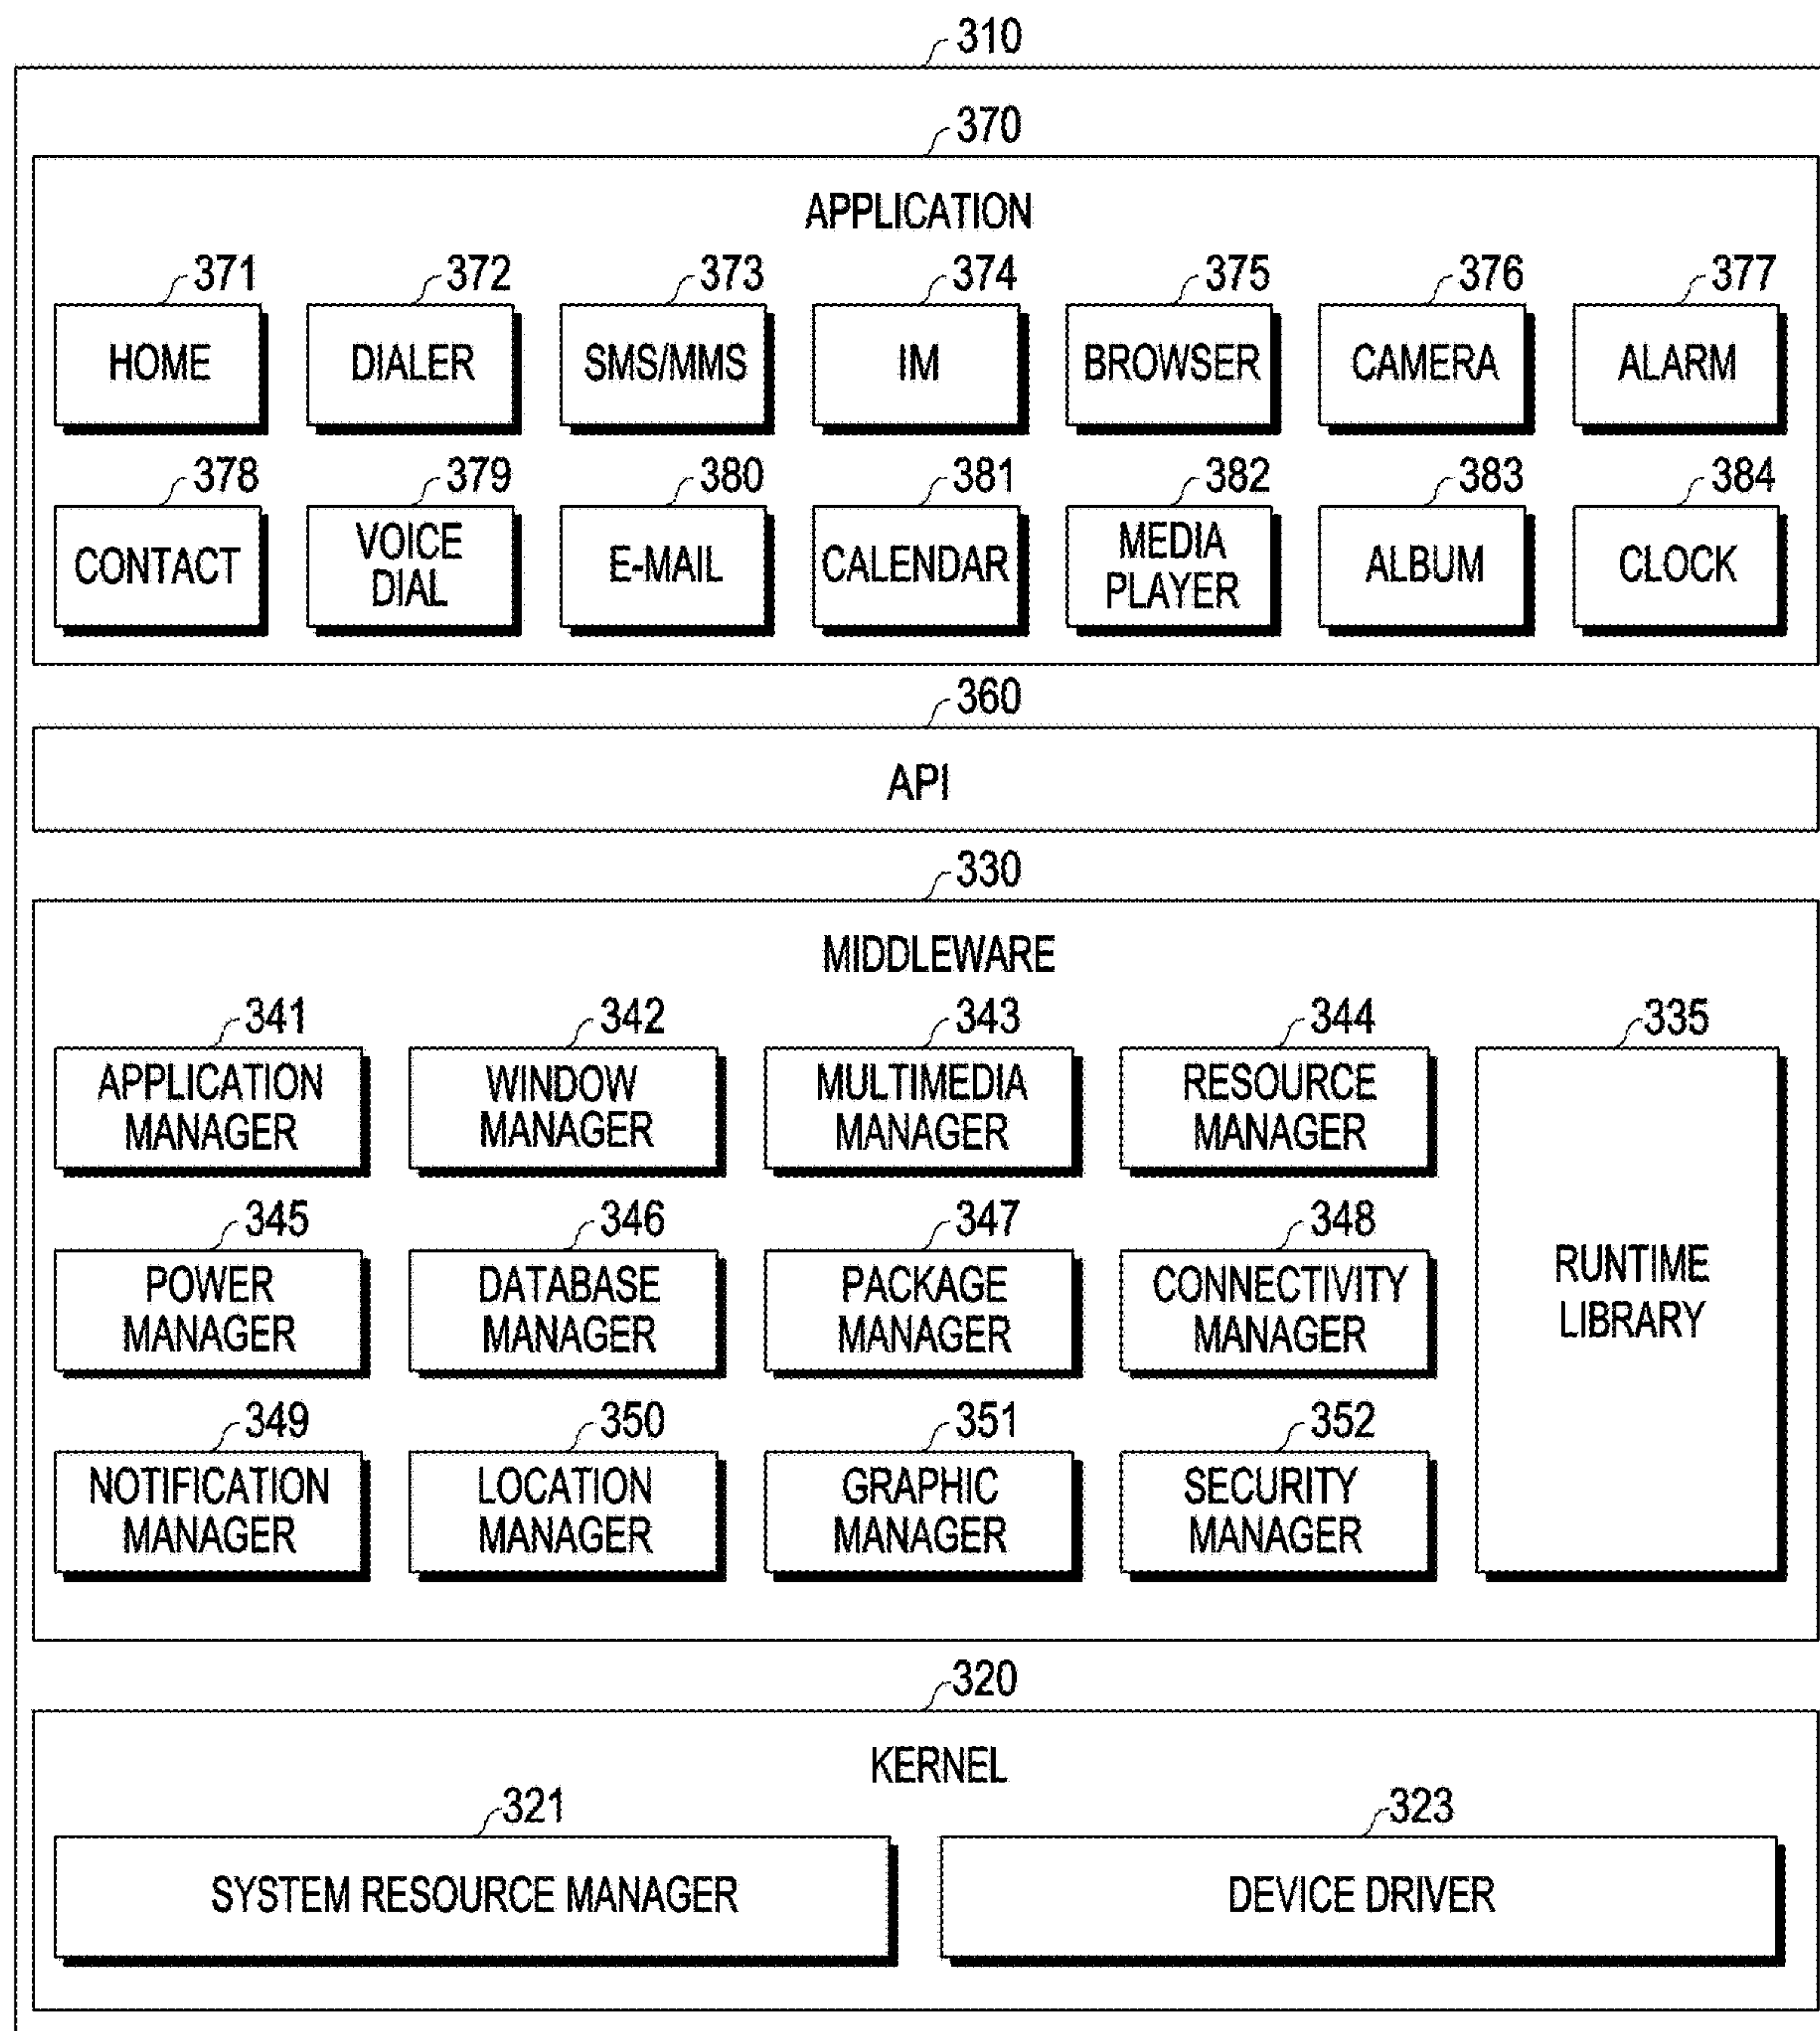 310
370
APPLICATION
371 372 373 374 375 376 377
HOME DIALER SMS/MMS IM BROWSER CAMERA ALARM
378 379 380 381 382 383 384
CONTACT
VOICE
DIAL
E-MAIL
CALENDAR
MEDIA
PLAYER
ALBUM
CLOCK
360
API
330
MIDDLEWARE
341
APPLICATION
MANAGER
342
WINDOW
MANAGER
343
MULTIMEDIA
MANAGER
344
RESOURCE
MANAGER
335
RUNTIME
LIBRARY
345
POWER
MANAGER
346
DATABASE
MANAGER
347
PACKAGE
MANAGER
348
CONNECTIVITY
MANAGER
349
NOTIFICATION
MANAGER
350
LOCATION
MANAGER
351
GRAPHIC
MANAGER
352
SECURITY
MANAGER
320
KERNEL
321
SYSTEM RESOURCE MANAGER
323
DEVICE DRIVER